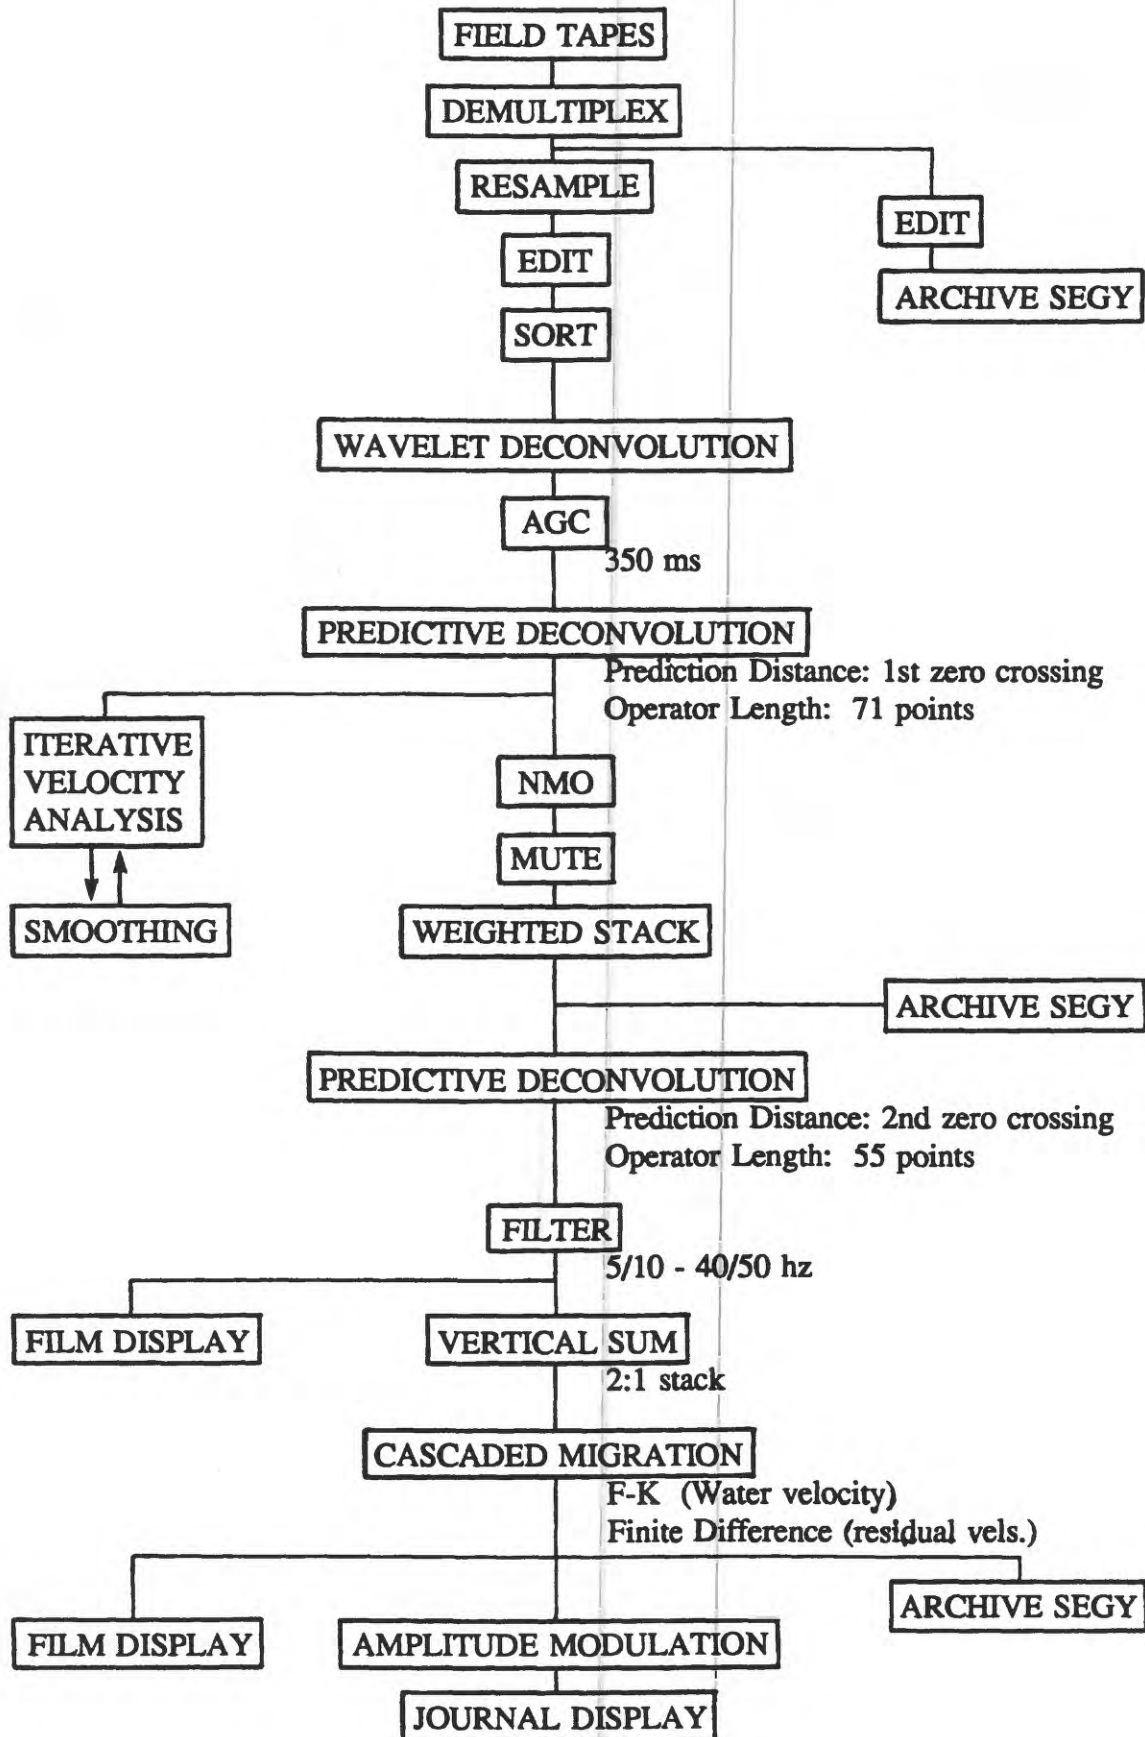 FIELD TAPES
DEMULTIPLEX
RESAMPLE
EDIT
EDIT
ARCHIVE SEGY
SORT
WAVELET DECONVOLUTION
AGC
350 ms
PREDICTIVE DECONVOLUTION
Prediction Distance: 1st zero crossing
Operator Length: 71 points
ITERATIVE
VELOCITY
ANALYSIS
SMOOTHING
NMO
MUTE
WEIGHTED STACK
ARCHIVE SEGY
PREDICTIVE DECONVOLUTION
Prediction Distance: 2nd zero crossing
Operator Length: 55 points
FILTER
5/10 - 40/50 hz
FILM DISPLAY
VERTICAL SUM
2:1 stack
CASCADED MIGRATION
F-K (Water velocity)
Finite Difference (residual vels.)
FILM DISPLAY
AMPLITUDE MODULATION
ARCHIVE SEGY
JOURNAL DISPLAY